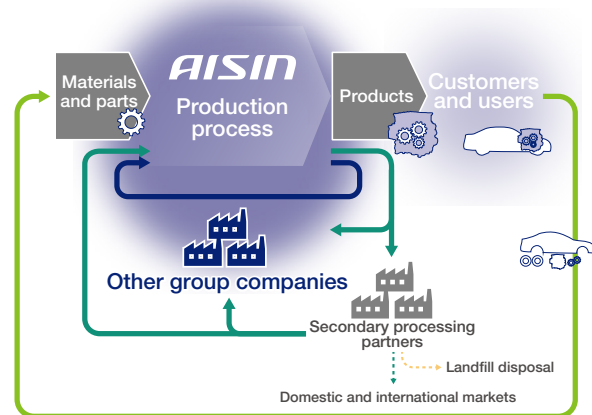 Materials
and parts
AISIN
Production
process
Products
Customers
and users
Other group companies
Secondary processing
partners
Landfill disposal
Domestic and international markets